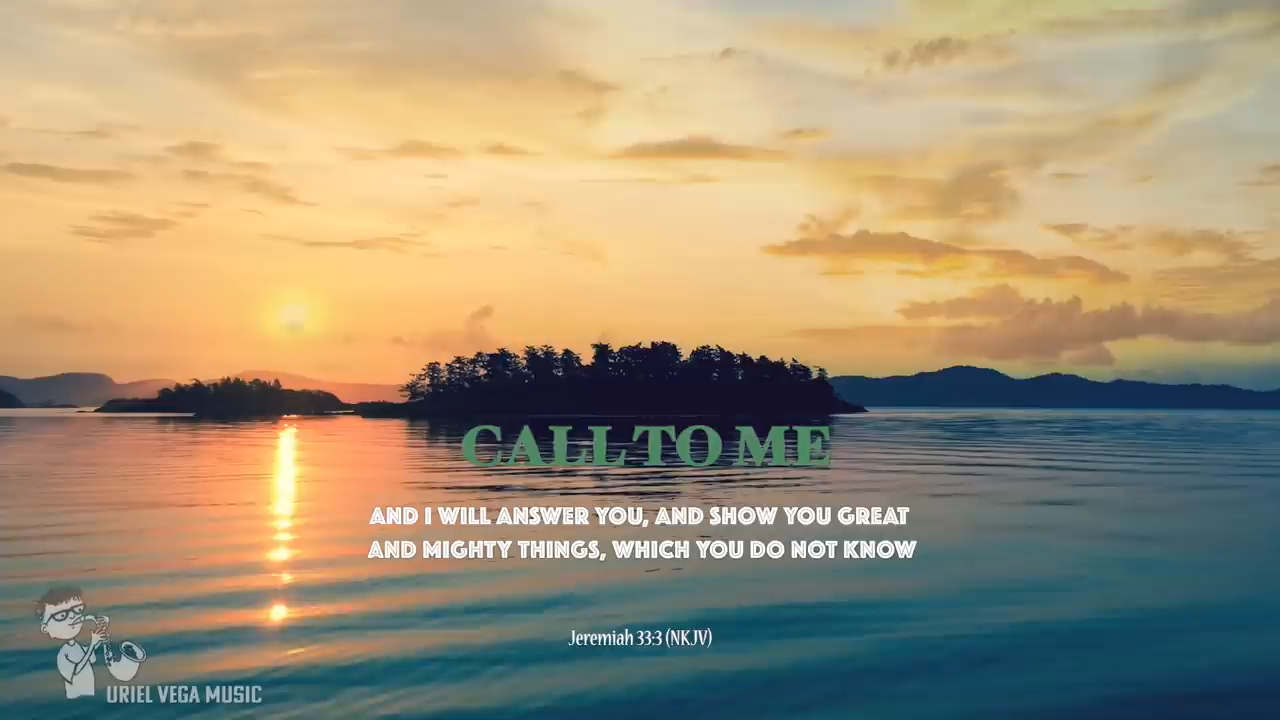 CALL TO ME
AND I WILL ANSWER YOU, AND SHOW YOU GREAT
AND MIGHTY THINGS, WHICH YOU DO NOT KNOW
Jeremiah 33:3 (NKJV)
URIEL VEGA MUSIC